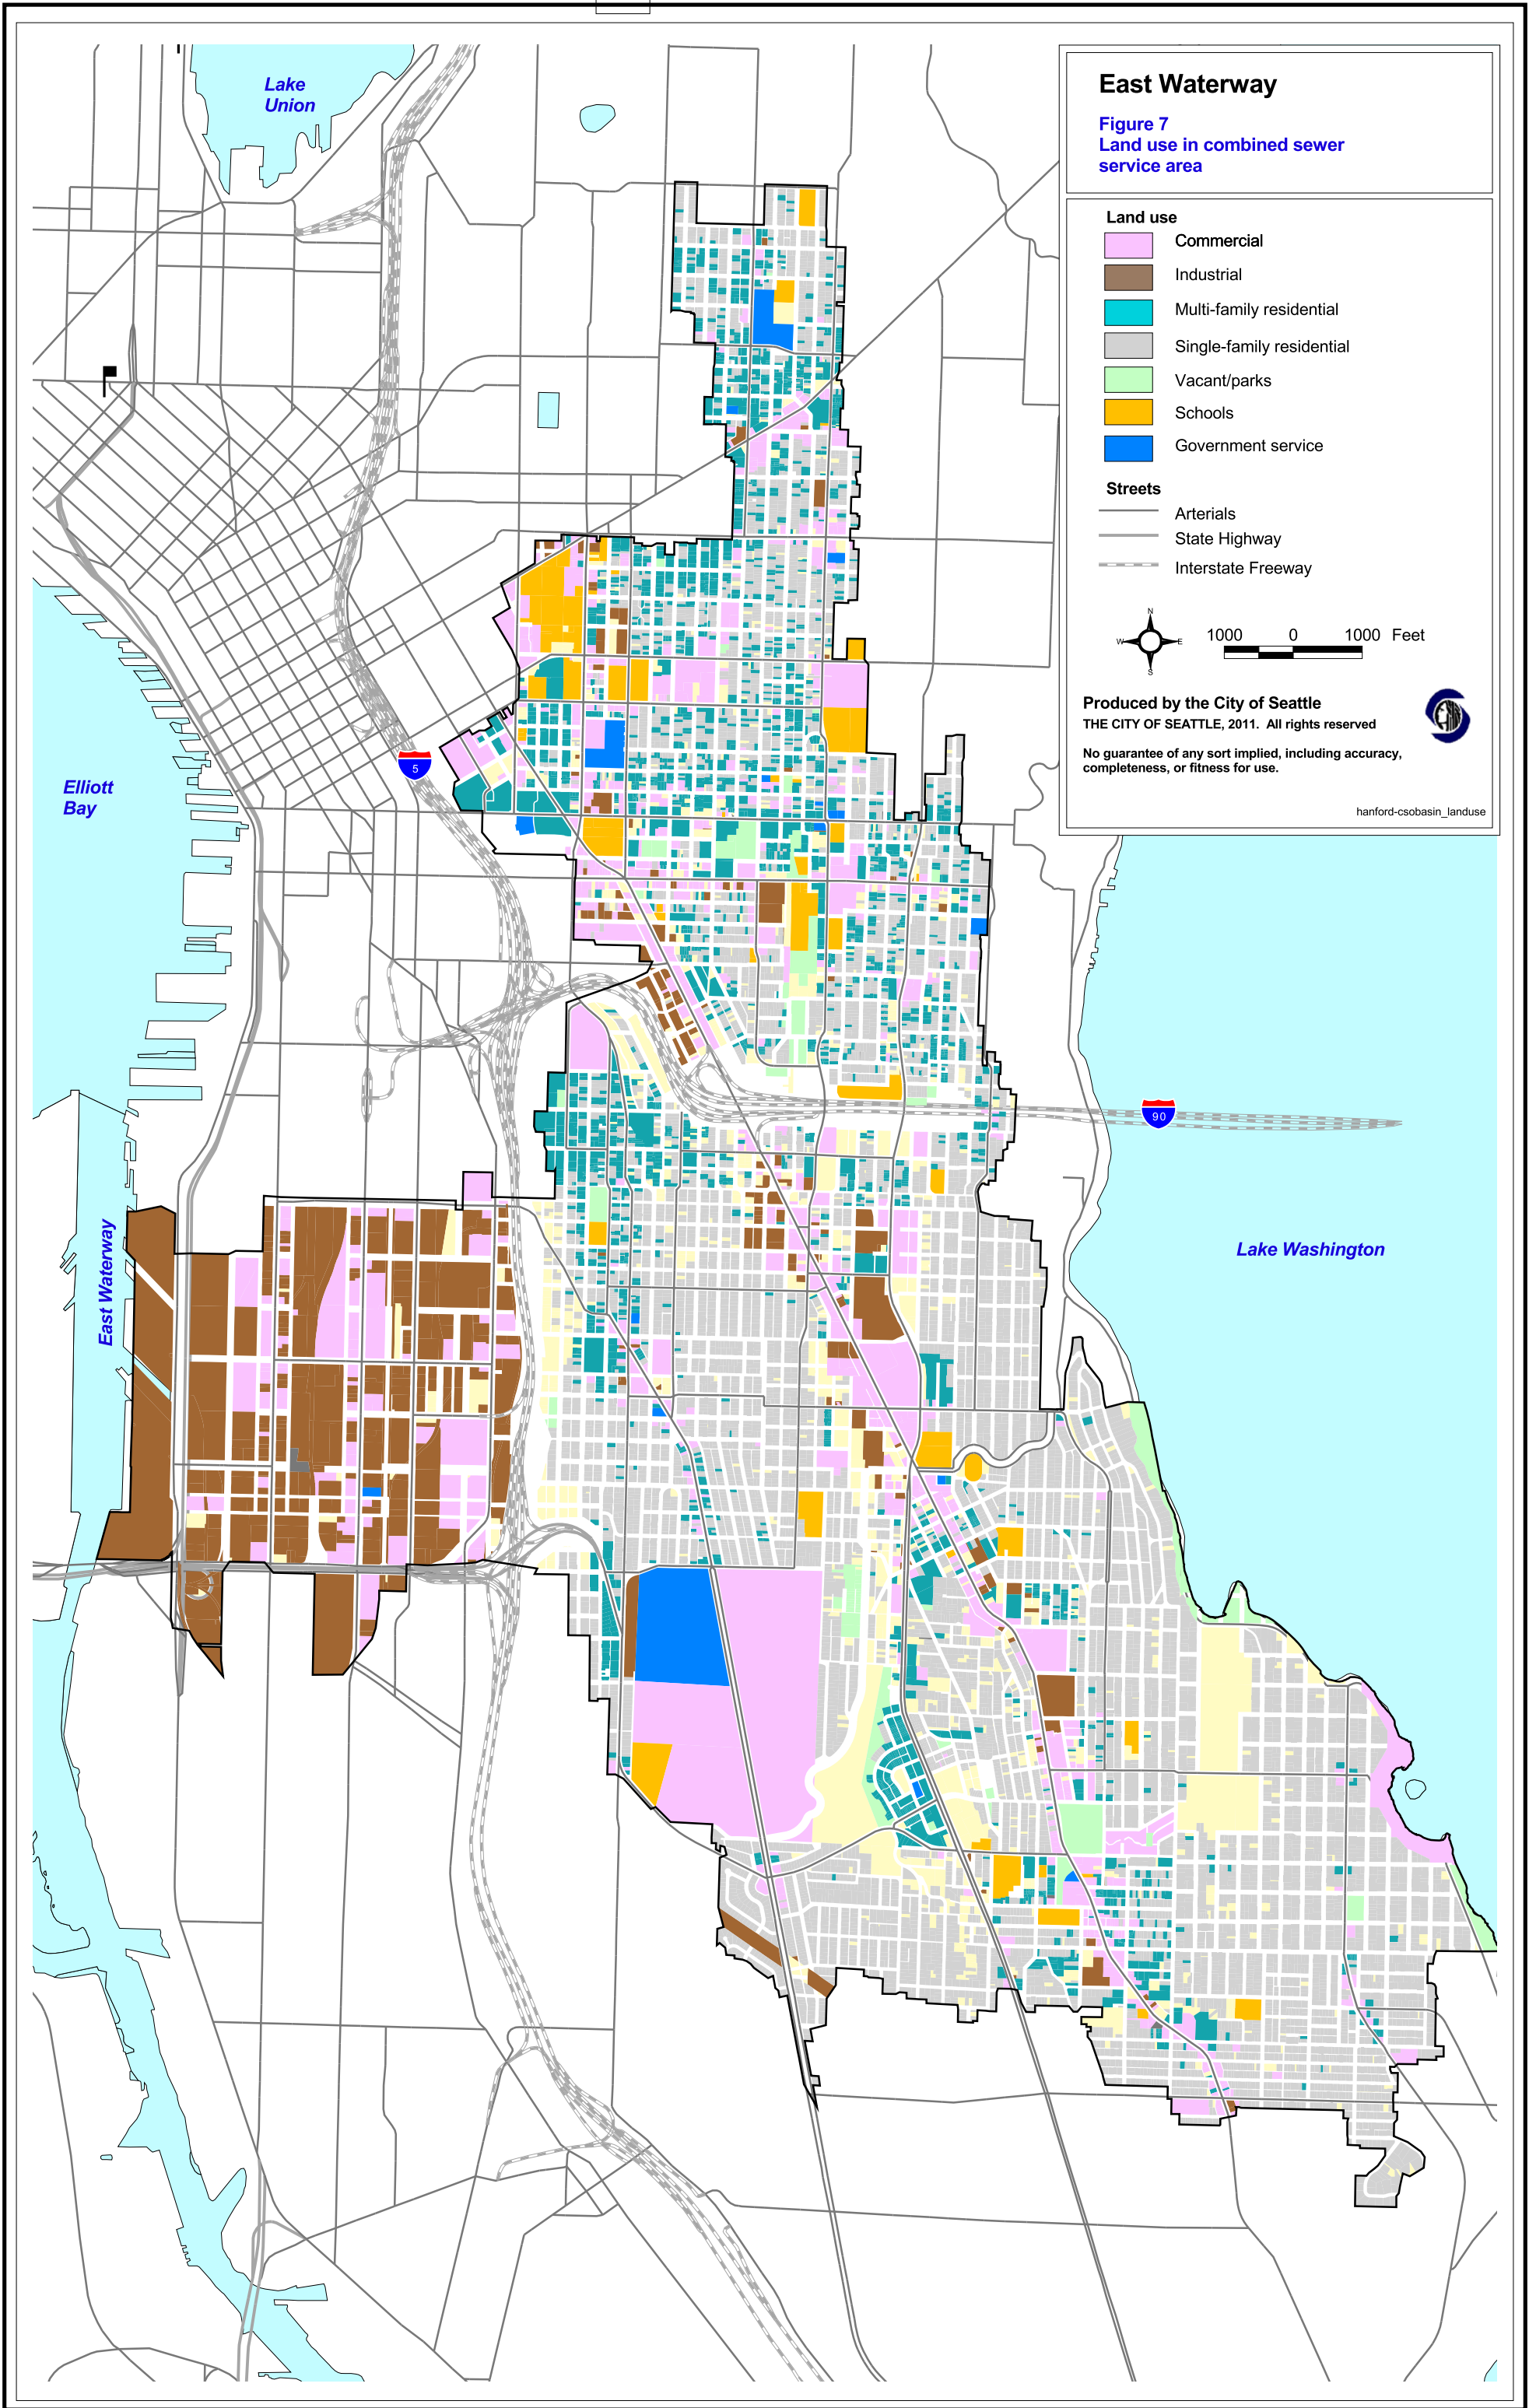 Lake
Union
East Waterway
Figure 7
Land use in combined sewer
service area
Land use
Commercial
Industrial
Multi-family residential
Single-family residential
Vacant/parks
Schools
Government service
Streets
Arterials
State Highway
Interstate Freeway
N
W
E
S
1000 0 1000 Feet
Produced by the City of Seattle
THE CITY OF SEATTLE, 2011. All rights reserved
No guarantee of any sort implied, including accuracy,
completeness, or fitness for use.
hanford-csobasin_landuse
5
Elliott
Bay
90
East Waterway
Lake Washington